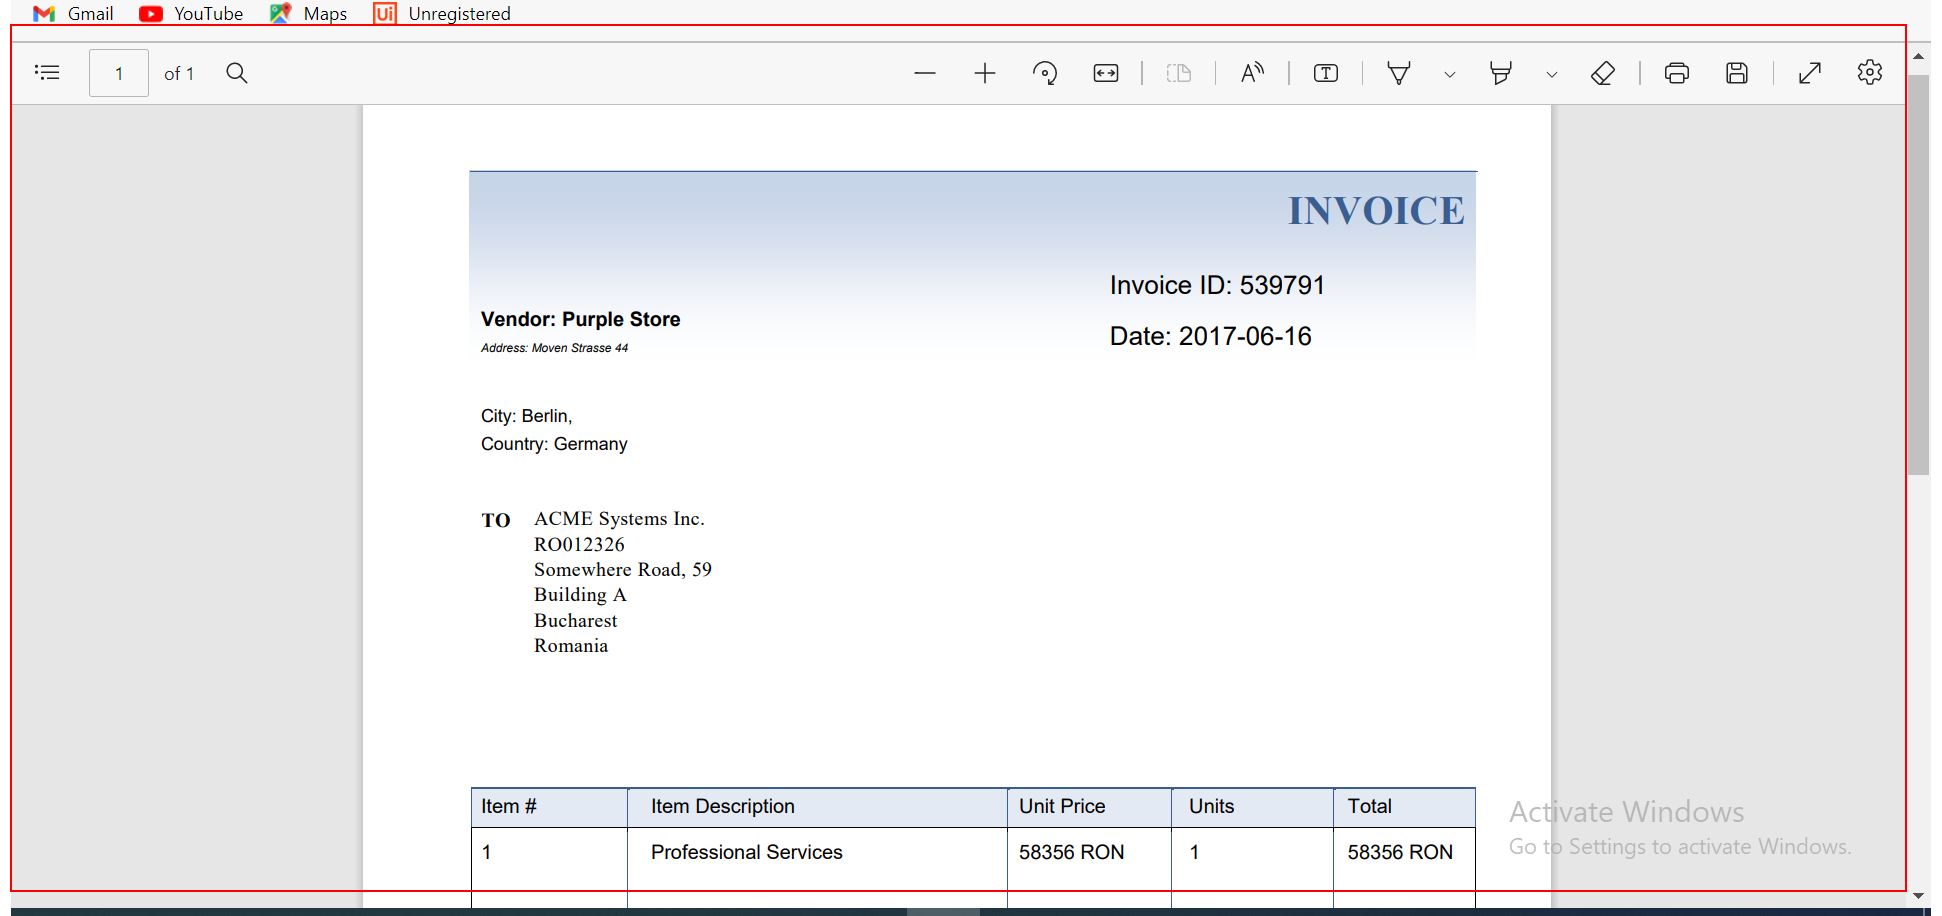 Gmail YouTube Maps Ui Unregistered
1 of 1
INVOICE
Invoice ID: 539791
Vendor: Purple Store
Date: 2017-06-16
Address: Moven Strasse 44
City: Berlin,
Country: Germany
TO ACME Systems Inc.
RO012326
Somewhere Road, 59
Building A
Bucharest
Romania
Item # Item Description Unit Price Units Total
1 Professional Services 58356 RON 1 58356 RON
Activate Windows
Go to Settings to activate Windows.